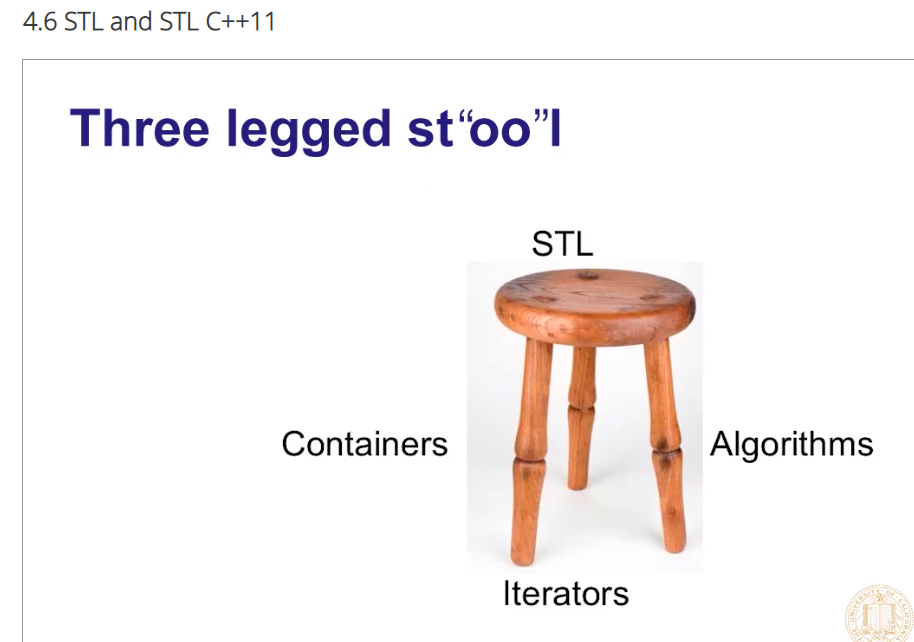 4.6 STL and STL C++11
Three legged st“oo”l
STL
Containers
Algorithms
Iterators